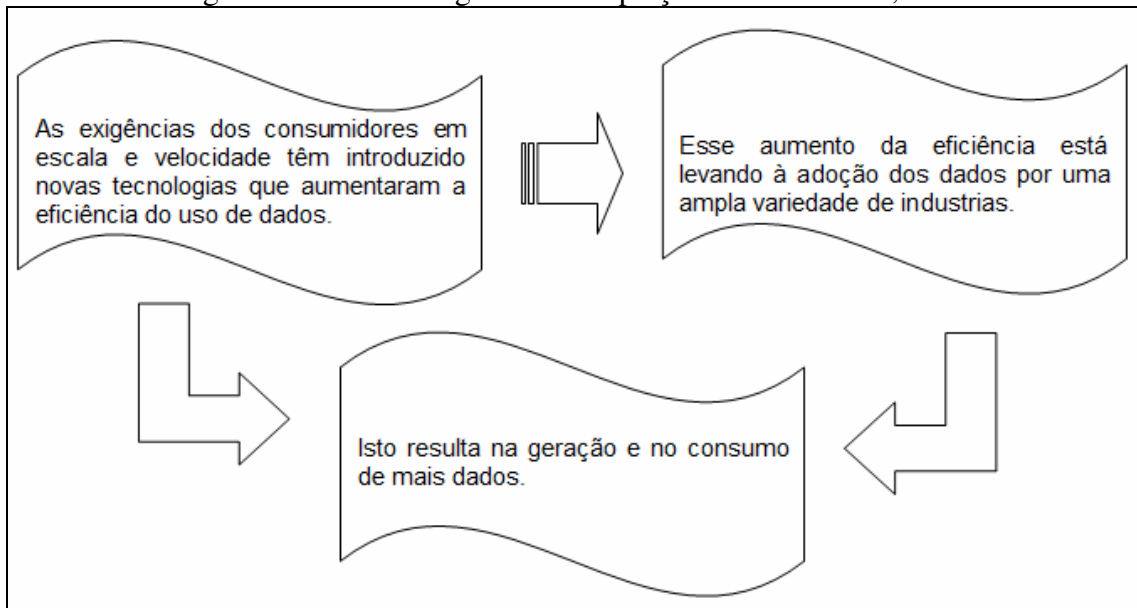 As exigências dos consumidores em
escala e velocidade têm introduzido
novas tecnologias que aumentaram a
eficiência do uso de dados.
Esse aumento da eficiência está
levando à adoção dos dados por uma
ampla variedade de industrias.
Isto resulta na geração e no consumo
de mais dados.